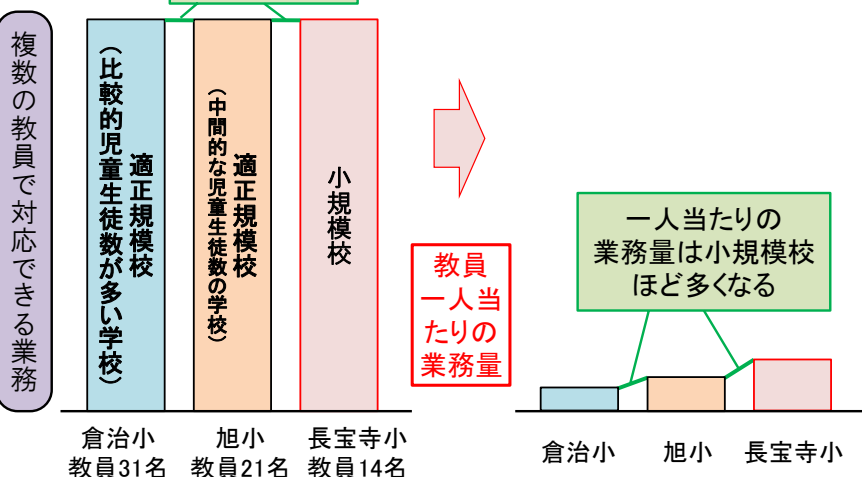 複数の教員で対応できる業務
適正規模校
（比較的児童生徒数が多い学校）
適正規模校
（中間的な児童生徒数の学校）
小規模校
倉治小
教員31名
旭小
教員21名
長宝寺小
教員14名
教員
一人当
たりの
業務量
一人当たりの
業務量は小規模校
ほど多くなる
倉治小
旭小
長宝寺小